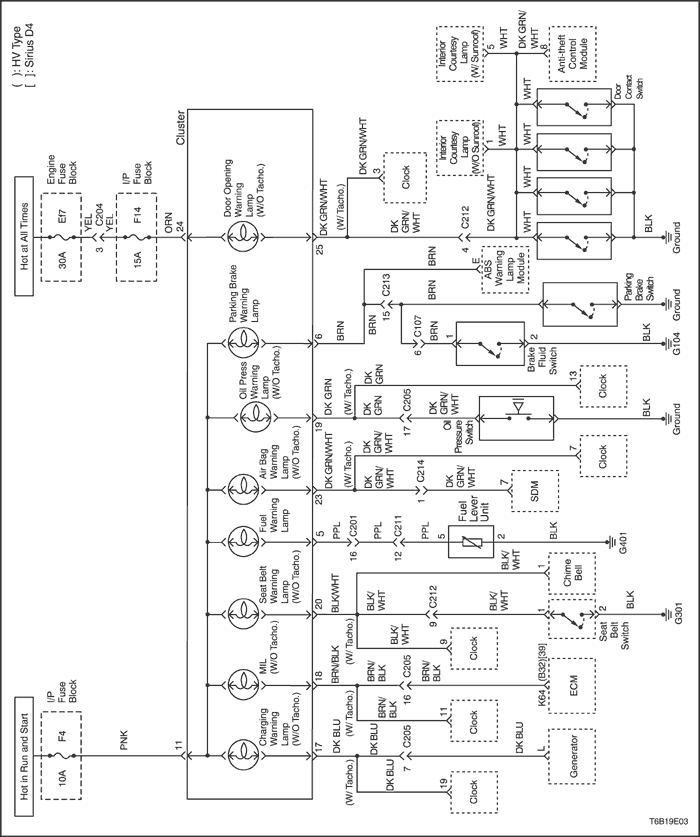 ( ): HV Type
[ ]: Sirius D4
Hot at All Times
Engine
Fuse
Block
Ef7
30A
YEL
3
C204
YEL
I/P
Fuse
Block
F14
15A
ORN
24
Cluster
Door Opening
Warning
Lamp
(W/O Tacho.)
25
DK GRN/WHT
(W/ Tacho.)
DK GRN/WHT
3
Clock
DK
GRN/
WHT
4
C212
DK GRN/WHT
Interior
Courtesy
Lamp
(W/ Sunroof)
5
WHT
DK GRN/
WHT
8
Anti-theft
Control
Module
Interior
Courtesy
Lamp
(W/O Sunroof)
1
WHT
WHT
WHT
WHT
WHT
Door
Contact
Switch
BLK
Ground
Parking Brake
Warning
Lamp
6
BRN
BRN
BRN
E
ABS
Warning
Lamp
Module
15
C213
BRN
BRN
6
C107
1
2
Brake
Fluid
Switch
BLK
G104
Parking
Brake
Switch
Ground
Oil Press
Warning
Lamp
(W/O Tacho.)
19
DK GRN
(W/ Tacho.)
DK
GRN
DK
GRN
13
Clock
17
C205
DK
GRN/
WHT
Oil
Pressure
Switch
BLK
Ground
Air Bag
Warning
Lamp
(W/O Tacho.)
23
DK GRN/WHT
(W/ Tacho.)
DK
GRN/
WHT
DK
GRN/
WHT
7
Clock
1
C214
DK
GRN/
WHT
7
SDM
Fuel
Warning
Lamp
5
PPL
16
C201
PPL
12
C211
PPL
5
Fuel
Lever
Unit
2
BLK
G401
Seat Belt
Warning
Lamp
(W/O Tacho.)
20
BLK/WHT
(W/ Tacho.)
BLK/
WHT
BLK/
WHT
9
Clock
9
C212
BLK/
WHT
BLK/
WHT
1
Chime
Bell
1
2
Seat
Belt
Switch
BLK
G301
MIL
(W/O Tacho.)
18
BRN/BLK
(W/ Tacho.)
BRN/
BLK
BRN/
BLK
11
Clock
16
C205
BRN/
BLK
K64
(B32)[39]
ECM
Hot in Run and Start
I/P
Fuse
Block
F4
10A
PNK
11
Charging
Warning
Lamp
(W/O Tacho.)
17
DK BLU
(W/ Tacho.)
DK BLU
DK BLU
19
Clock
7
C205
DK BLU
L
Generator
T6B19E03